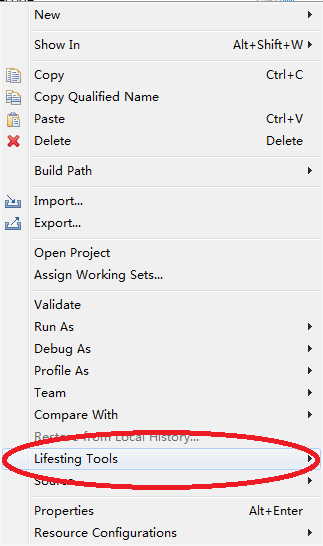 New
Show In Alt+Shift+W
Copy Ctrl+C
Copy Qualified Name
Paste Ctrl+V
Delete Delete
Build Path
Import...
Export...
Open Project
Assign Working Sets...
Validate
Run As
Debug As
Profile As
Team
Compare With
Restore from Local History...
Lifesting Tools
Source
Properties Alt+Enter
Resource Configurations